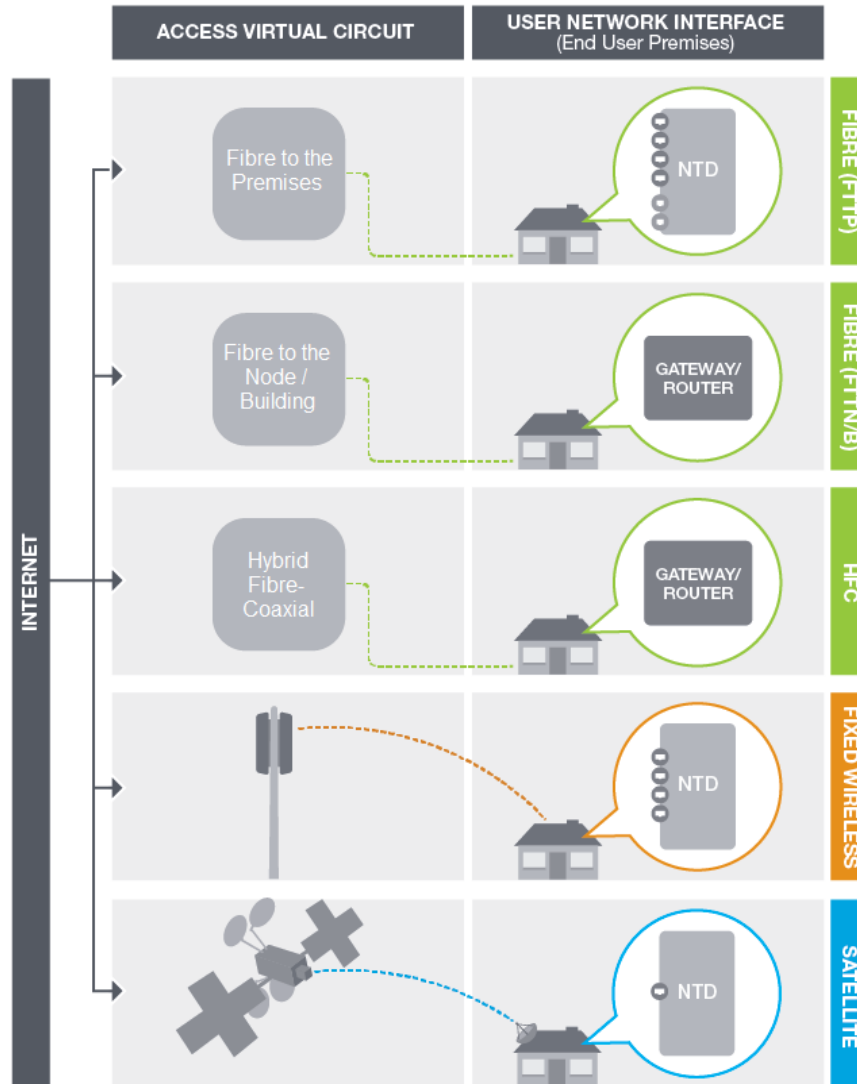 ACCESS VIRTUAL CIRCUIT
USER NETWORK INTERFACE
(End User Premises)
INTERNET
Fibre to the
Premises
NTD
FIBRE (FTTP)
Fibre to the
Node /
Building
GATEWAY/
ROUTER
FIBRE (FTTN/B)
Hybrid
Fibre-
Coaxial
GATEWAY/
ROUTER
HFC
NTD
FIXED WIRELESS
NTD
SATELLITE